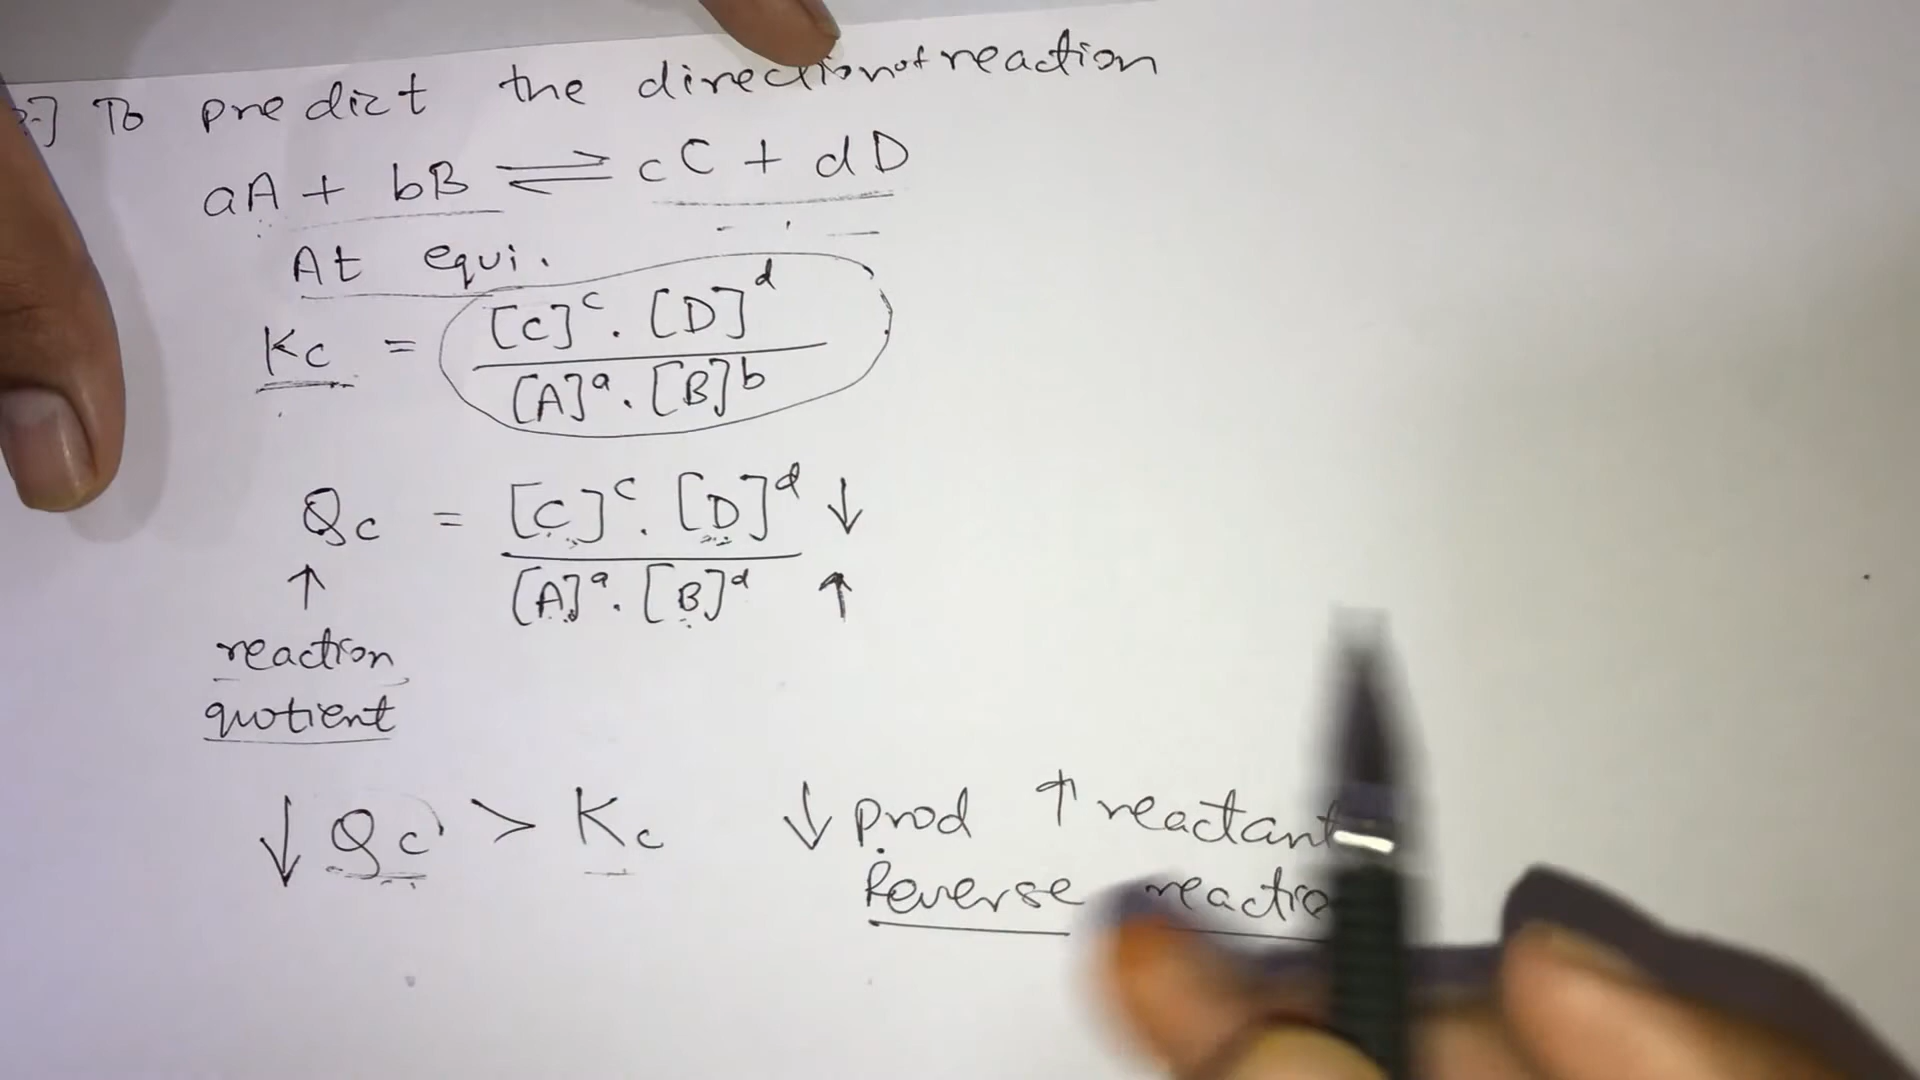 To predict the direction of reaction
aA + bB ⇌ cC + dD
At equi.
Kc = [C]ᶜ . [D]ᵈ / [A]ᵃ . [B]ᵇ
Qc = [C]ᶜ . [D]ᵈ ↓ / [A]ᵃ . [B]ᵈ ↑
↑
reaction
quotient
↓ Qc > Kc ↓ prod ↑ reactant
Reverse